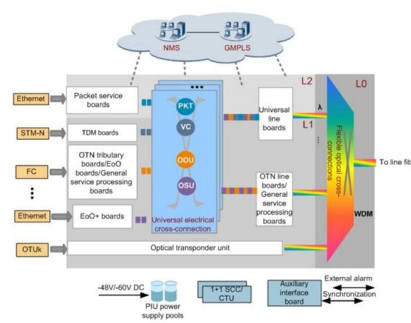 NMS
GMPLS
L2
L0
Ethernet
Packet service
boards
PKT
Universal
line
boards
λ
L1
STM-N
TDM boards
VC
FC
OTN tributary
boards/EoO
boards/General
service processing
boards
ODU
OSU
Flexible optical cross-
connections
To line fib
OTN line
boards/
General
service
processing
boards
Ethernet
EoO+ boards
Universal electrical
cross-connection
WDM
OTUk
Optical transponder unit
-48V/-60V DC
PIU power
supply pools
1+1 SCC/
CTU
Auxiliary
interface
board
External alarm
Synchronization